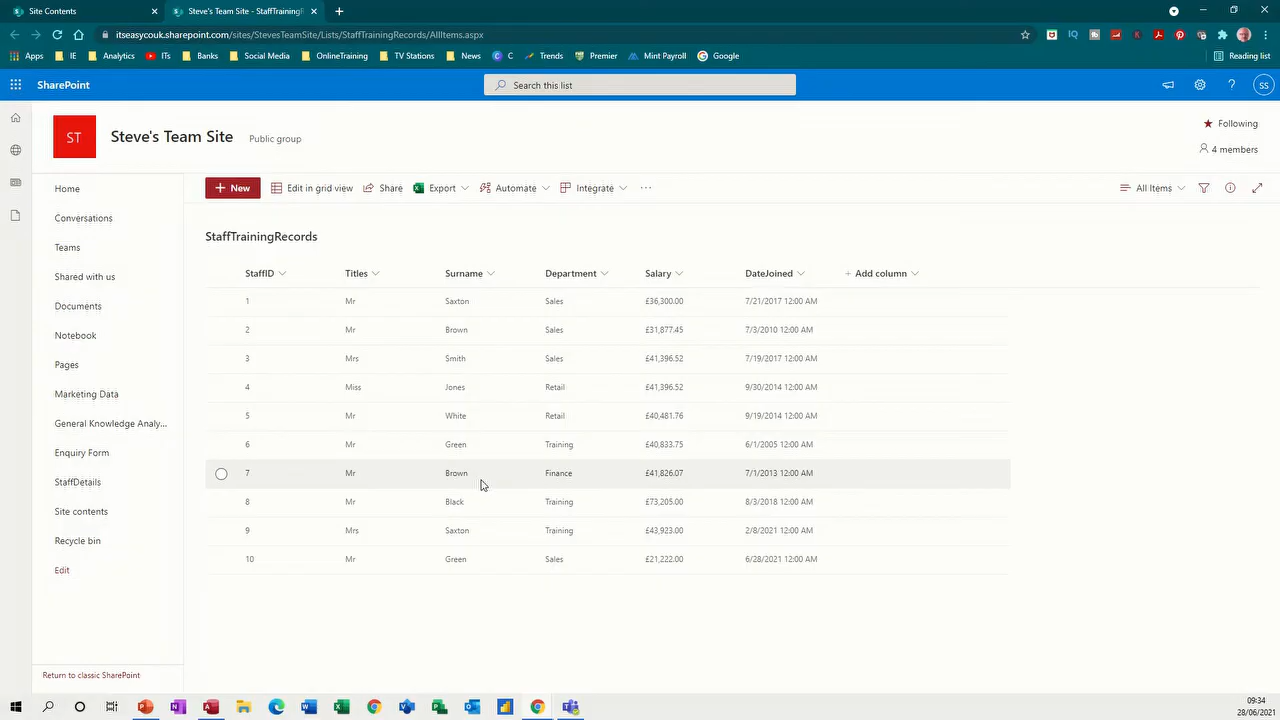 Site Contents
Steve's Team Site - StaffTrainingR
itseasycouk.sharepoint.com/sites/StevesTeamSite/Lists/StaffTrainingRecords/AllItems.aspx
Apps IE Analytics ITs Banks Social Media OnlineTraining TV Stations News C Trends Premier Mint Payroll Google Reading list
SharePoint Search this list SS
ST Steve's Team Site Public group Following
4 members
New Edit in grid view Share Export Automate Integrate ··· All Items
Home
Conversations
Teams
Shared with us
Documents
Notebook
Pages
Marketing Data
General Knowledge Analy...
Enquiry Form
StaffDetails
Site contents
Recycle bin
Edit
Return to classic SharePoint
StaffTrainingRecords
StaffID Titles Surname Department Salary DateJoined + Add column
1 Mr Saxton Sales £36,300.00 7/21/2017 12:00 AM
2 Mr Brown Sales £31,877.45 7/3/2010 12:00 AM
3 Mrs Smith Sales £41,396.52 7/19/2017 12:00 AM
4 Miss Jones Retail £41,396.52 9/30/2014 12:00 AM
5 Mr White Retail £40,481.76 9/19/2014 12:00 AM
6 Mr Green Training £40,833.75 6/1/2005 12:00 AM
7 Mr Brown Finance £41,826.07 7/1/2013 12:00 AM
8 Mr Black Training £73,205.00 8/3/2018 12:00 AM
9 Mrs Saxton Training £43,923.00 2/8/2021 12:00 AM
10 Mr Green Sales £21,222.00 6/28/2021 12:00 AM
09:34
28/06/2021